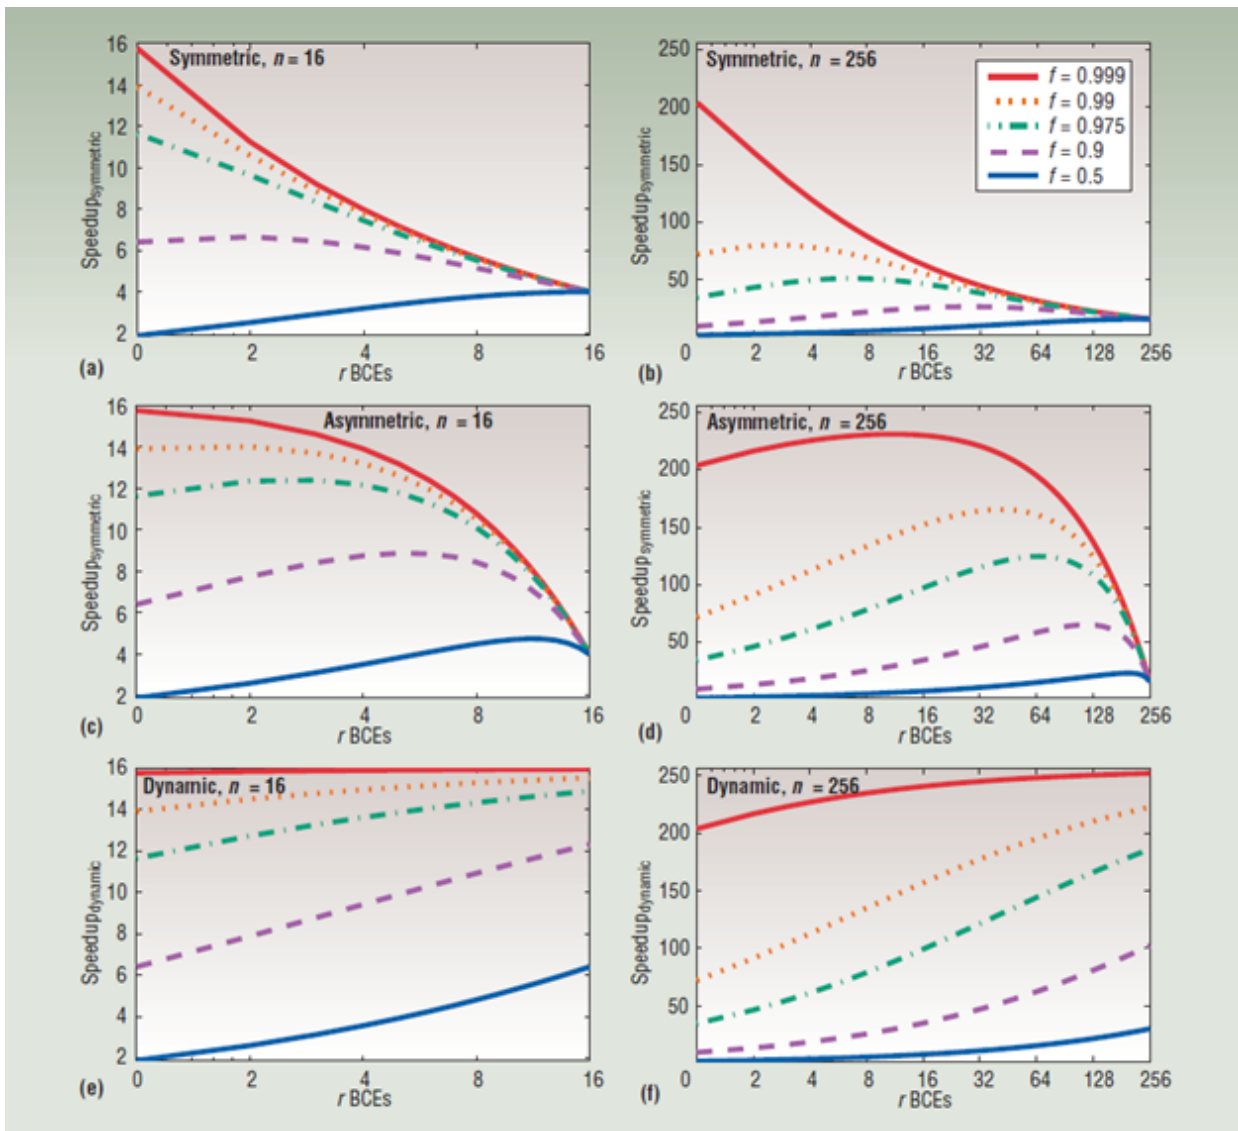 Symmetric, n = 16
Speedupsymmetric
16
14
12
10
8
6
4
2
0 2 4 8 16
(a)
r BCEs
Symmetric, n = 256
f = 0.999
f = 0.99
f = 0.975
f = 0.9
f = 0.5
Speedupsymmetric
250
200
150
100
50
0 2 4 8 16 32 64 128 256
(b)
r BCEs
Asymmetric, n = 16
Speedupsymmetric
16
14
12
10
8
6
4
2
0 2 4 8 16
(c)
r BCEs
Asymmetric, n = 256
Speedupsymmetric
250
200
150
100
50
0 2 4 8 16 32 64 128 256
(d)
r BCEs
Dynamic, n = 16
Speedupdynamic
16
14
12
10
8
6
4
2
0 2 4 8 16
(e)
r BCEs
Dynamic, n = 256
Speedupdynamic
250
200
150
100
50
0 2 4 8 16 32 64 128 256
(f)
r BCEs